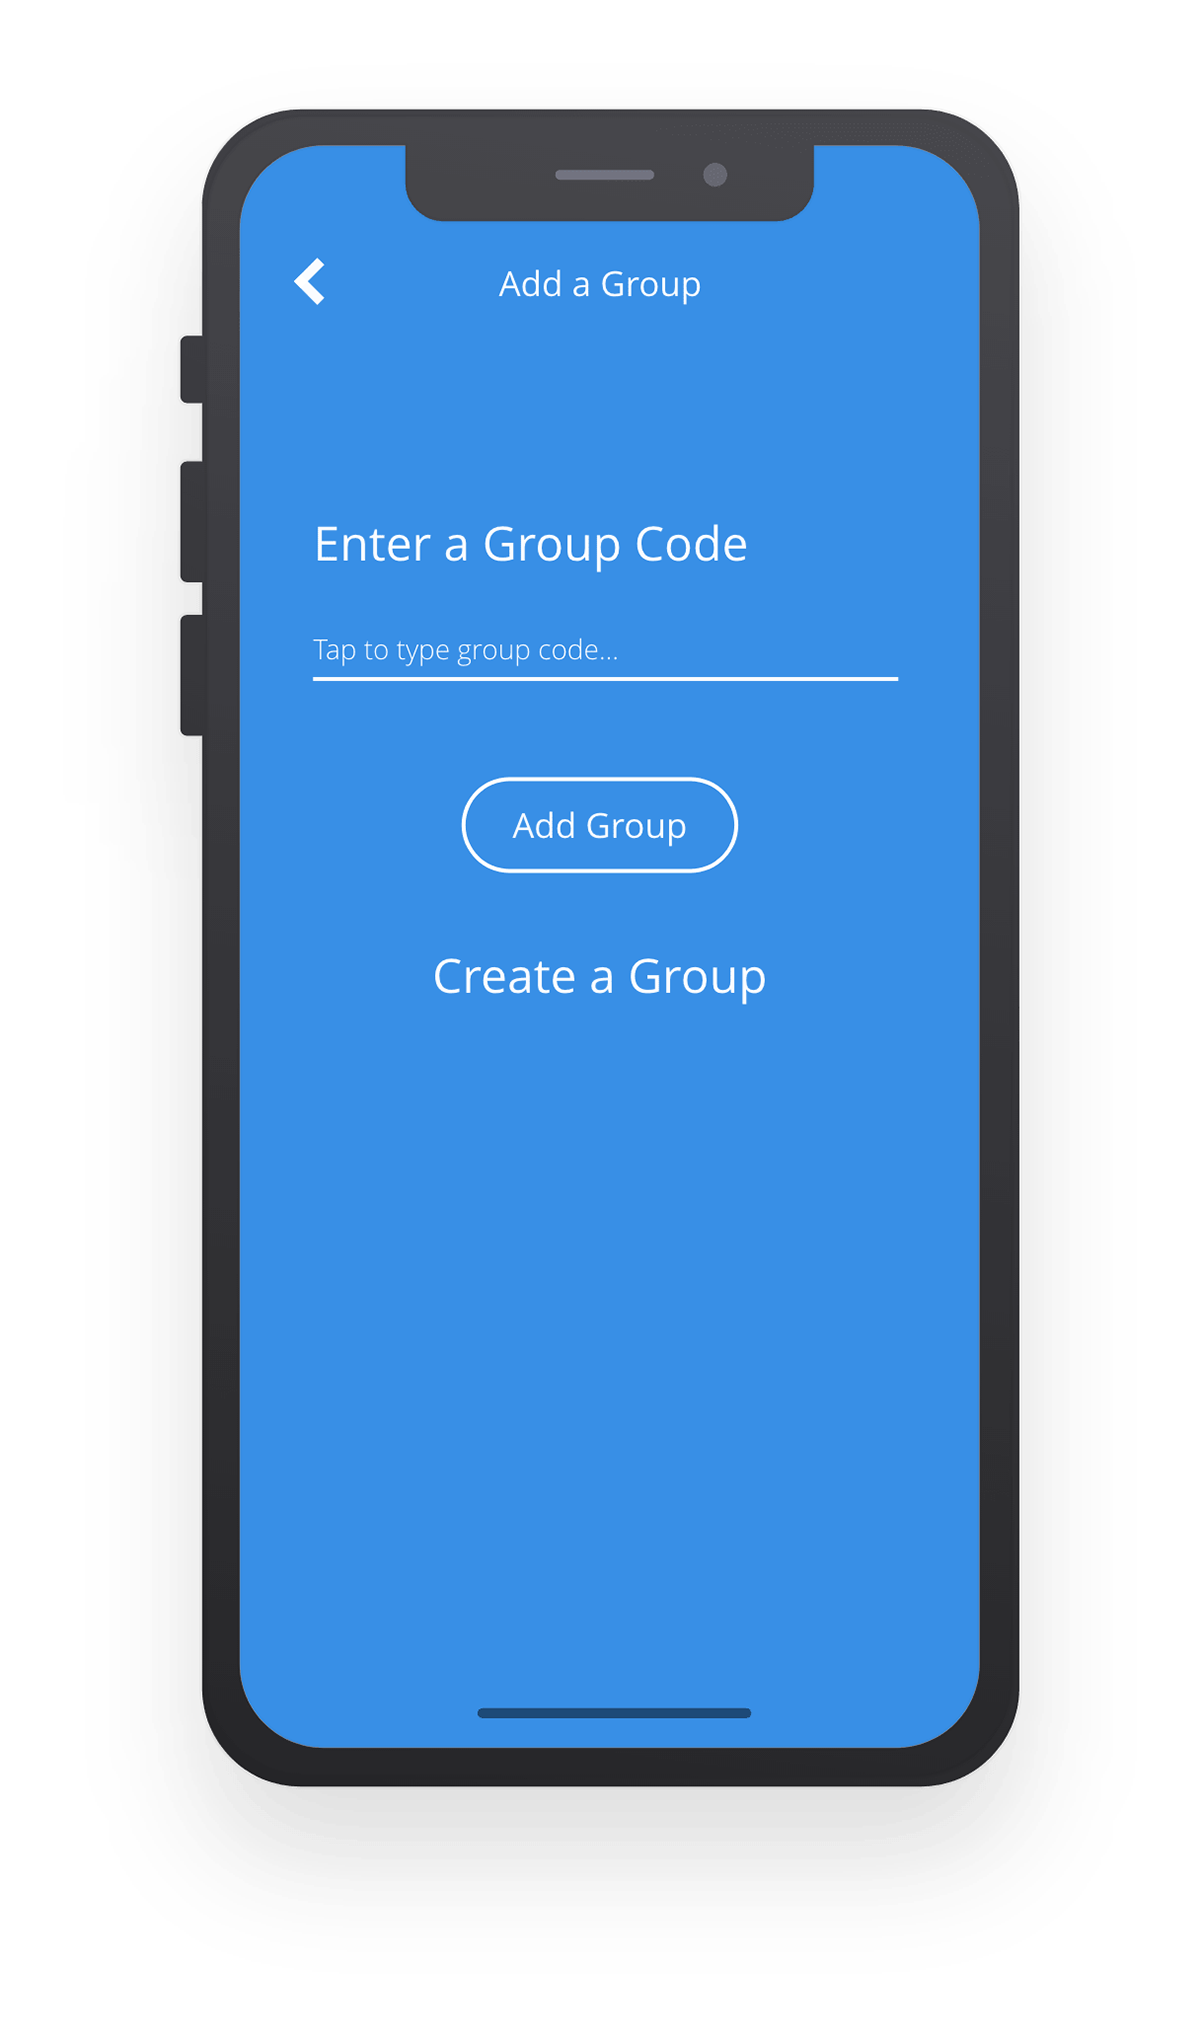 Add a Group
Enter a Group Code
Tap to type group code...
Add Group
Create a Group